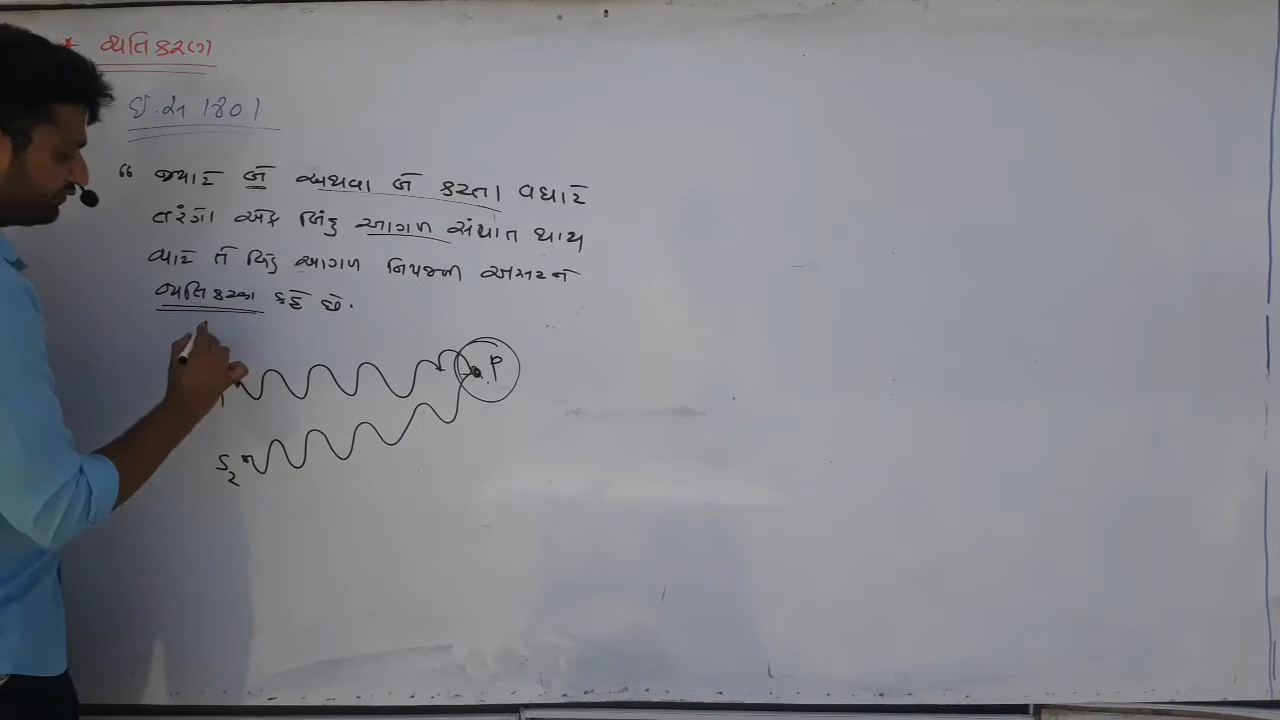 * વ્યતિકરણ
ઈ.સ 1801
“ જ્યારે બે અથવા બે કરતા વધારે
તરંગો એક બિંદુ આગળ સંપાત થાય
ત્યારે તે બિંદુ આગળ નિપજતી અસરને
વ્યતિકરણ કહે છે.
P
S2